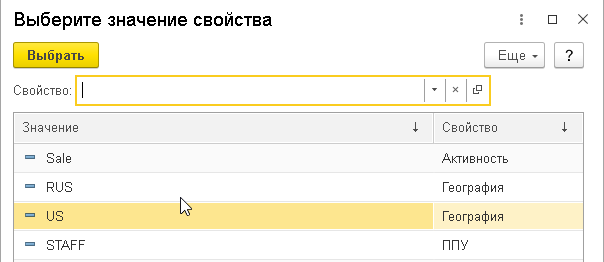 Выберите значение свойства
Выбрать
Еще
?
Свойство:
Значение
Свойство
Sale
Активность
RUS
География
US
География
STAFF
ППУ